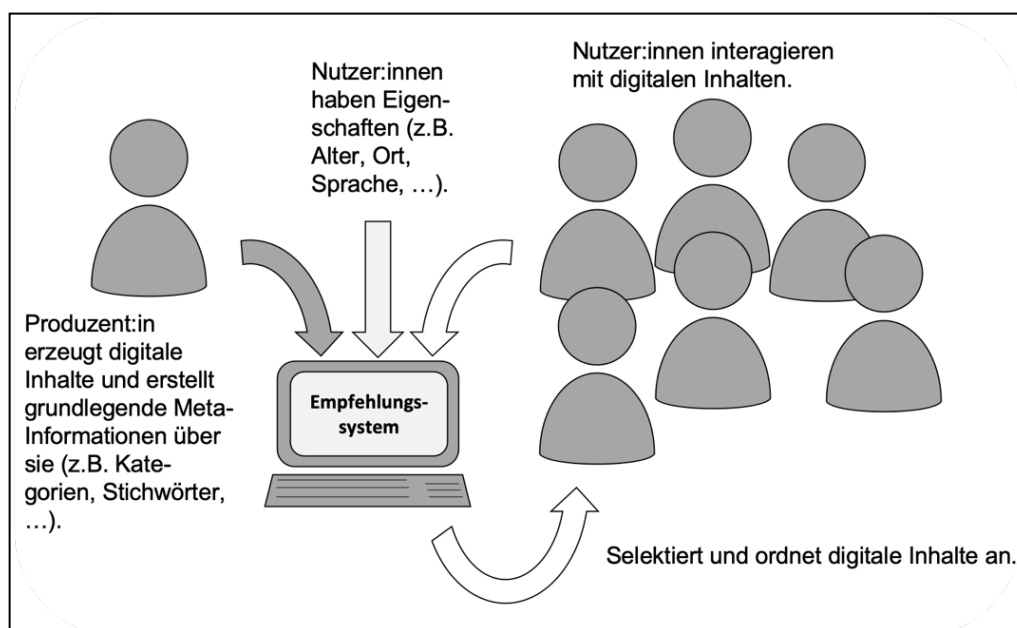 Nutzer:innen
haben Eigen-
schaften (z.B.
Alter, Ort,
Sprache, …).
Nutzer:innen interagieren
mit digitalen Inhalten.
Produzent:in
erzeugt digitale
Inhalte und erstellt
grundlegende Meta-
Informationen über
sie (z.B. Kate-
gorien, Stichwörter,
…).
Empfehlungs-
system
Selektiert und ordnet digitale Inhalte an.